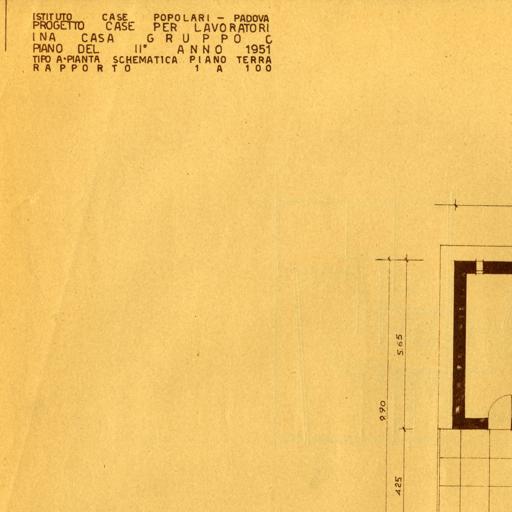 ISTITUTO CASE POPOLARI - PADOVA
PROGETTO CASE PER LAVORATORI
INA CASA GRUPPO C
PIANO DEL II° ANNO 1951
TIPO A•PIANTA SCHEMATICA PIANO TERRA
RAPPORTO 1 A 100
5.65
9.90
4.25